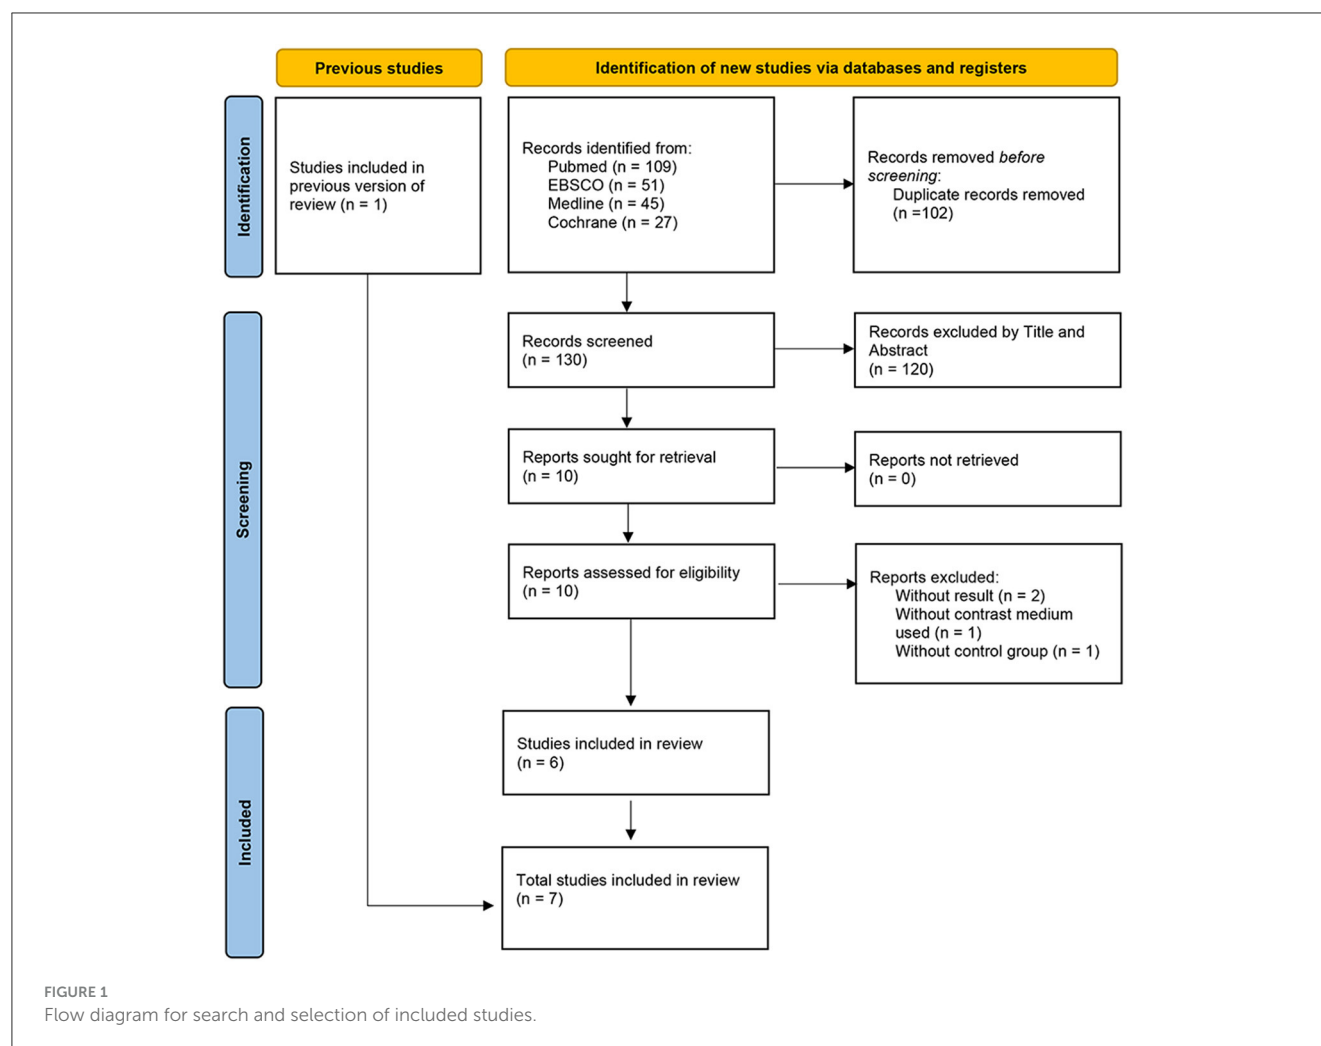 Previous studies
Identification of new studies via databases and registers
Identification
Studies included in
previous version of
review (n = 1)
Records identified from:
Pubmed (n = 109)
EBSCO (n = 51)
Medline (n = 45)
Cochrane (n = 27)
Records removed before
screening:
Duplicate records removed
(n =102)
Screening
Records screened
(n = 130)
Records excluded by Title and
Abstract
(n = 120)
Reports sought for retrieval
(n = 10)
Reports not retrieved
(n = 0)
Reports assessed for eligibility
(n = 10)
Reports excluded:
Without result (n = 2)
Without contrast medium
used (n = 1)
Without control group (n = 1)
Included
Studies included in review
(n = 6)
Total studies included in review
(n = 7)
FIGURE 1
Flow diagram for search and selection of included studies.